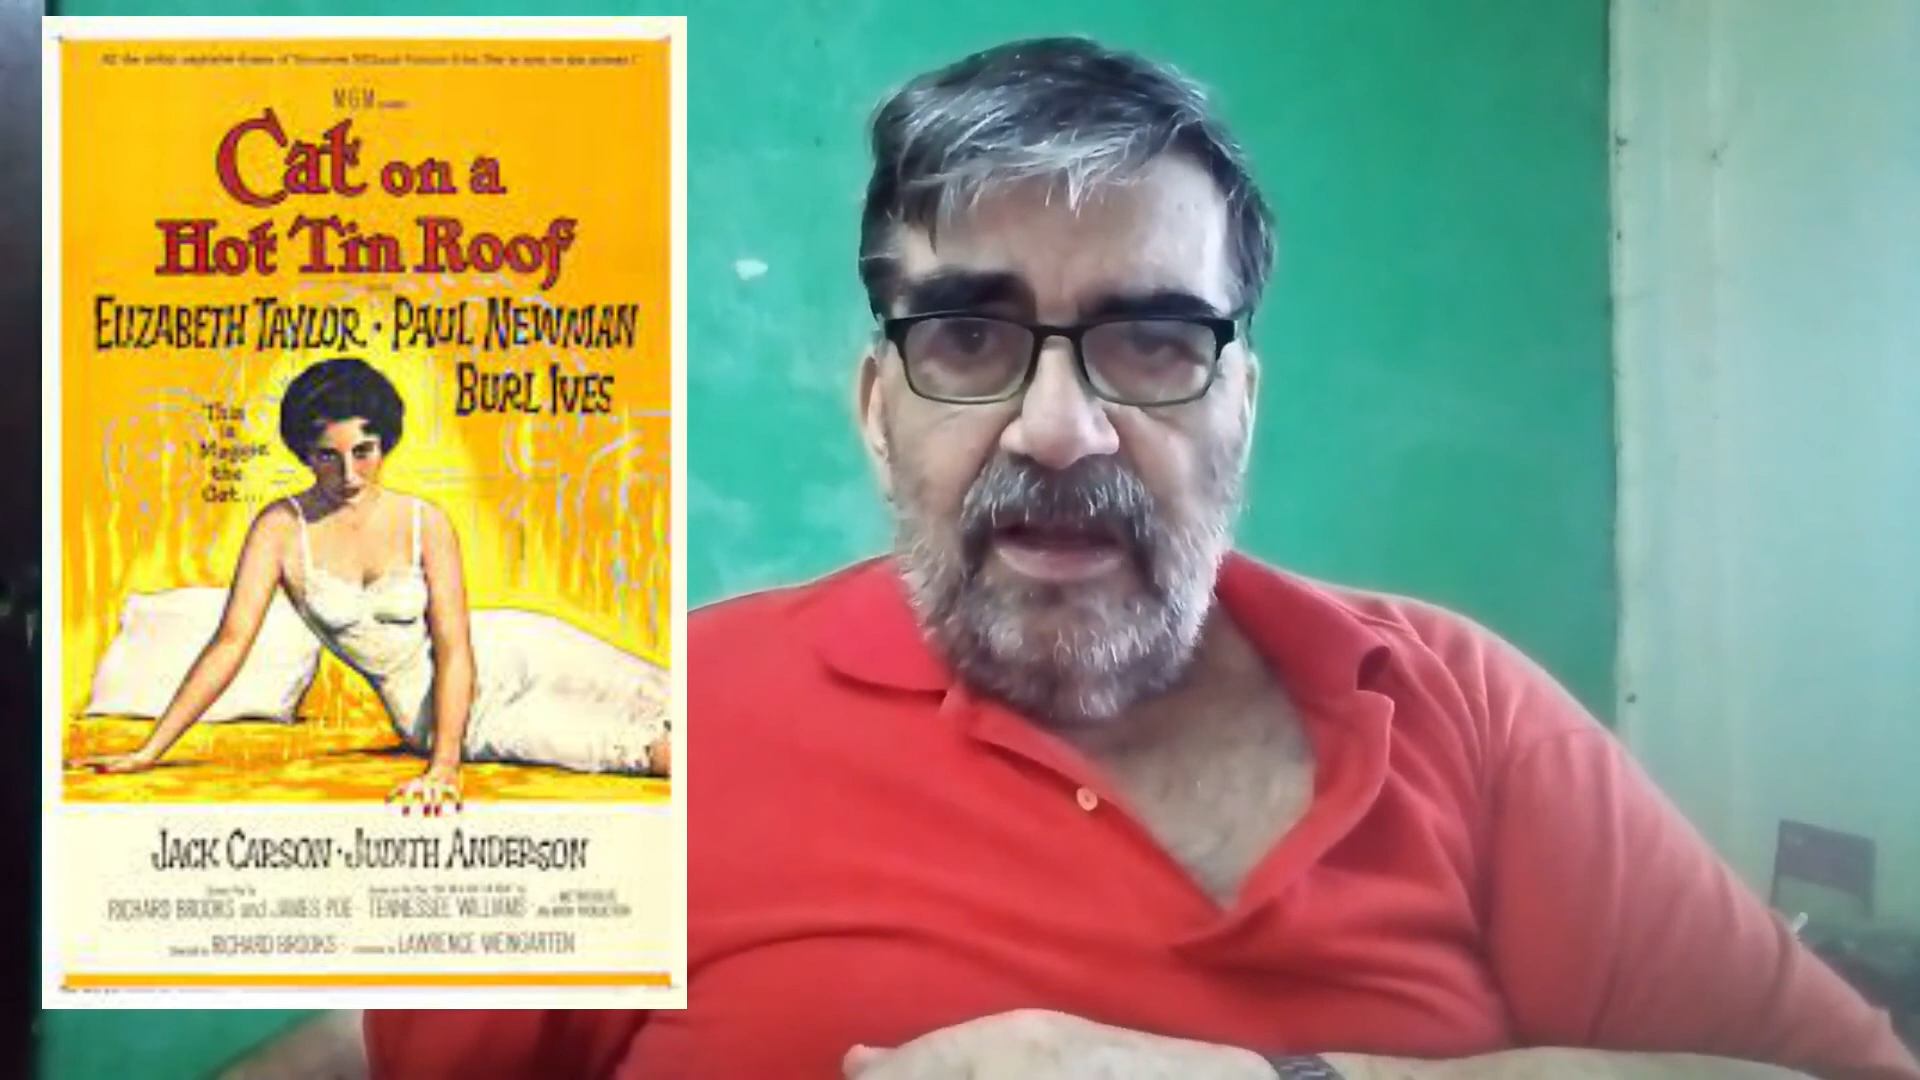 MGM
Cat on a
Hot Tin Roof
ELIZABETH TAYLOR · PAUL NEWMAN
BURL IVES
This
is
Maggie
the
Cat...
JACK CARSON · JUDITH ANDERSON
RICHARD BROOKS and JAMES POE TENNESSEE WILLIAMS
RICHARD BROOKS LAWRENCE WEINGARTEN